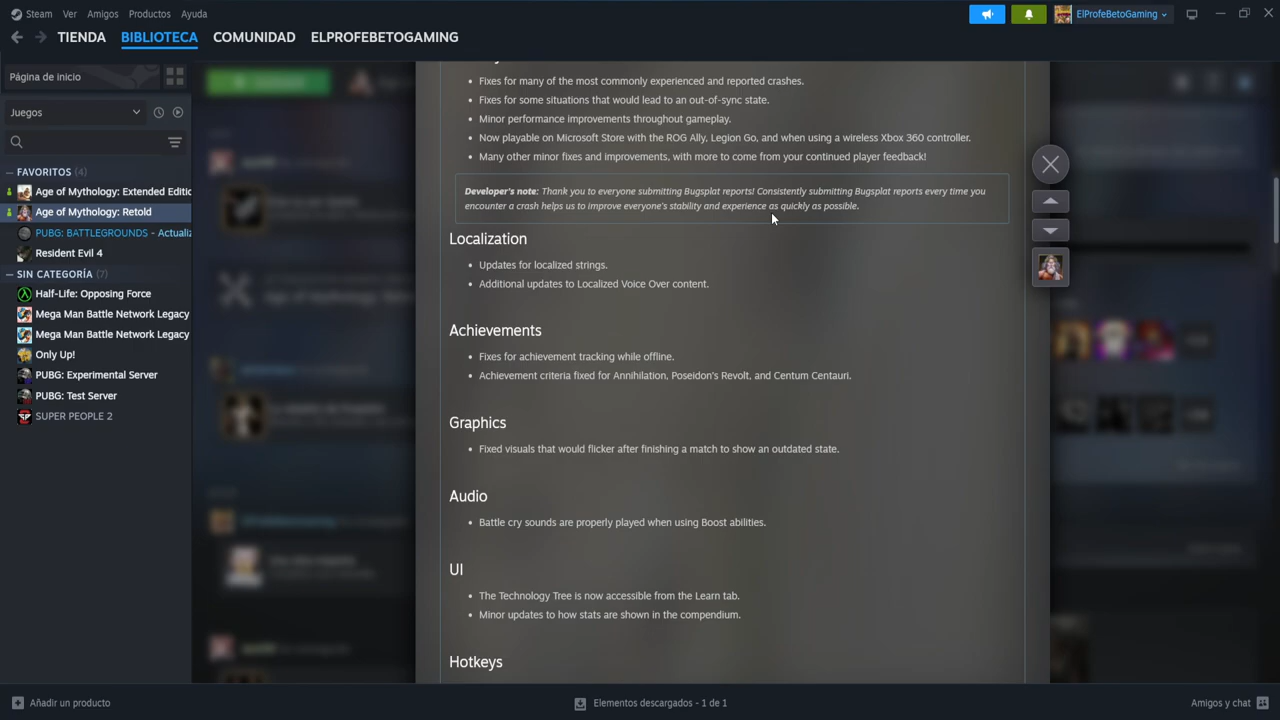 Steam Ver Amigos Productos Ayuda
ElProfeBetoGaming
TIENDA BIBLIOTECA COMUNIDAD ELPROFEBETOGAMING
Página de inicio
Juegos
FAVORITOS (4)
Age of Mythology: Extended Editic
Age of Mythology: Retold
PUBG: BATTLEGROUNDS - Actualiz
Resident Evil 4
SIN CATEGORÍA (7)
Half-Life: Opposing Force
Mega Man Battle Network Legacy
Mega Man Battle Network Legacy
Only Up!
PUBG: Experimental Server
PUBG: Test Server
SUPER PEOPLE 2
• Fixes for many of the most commonly experienced and reported crashes.
• Fixes for some situations that would lead to an out-of-sync state.
• Minor performance improvements throughout gameplay.
• Now playable on Microsoft Store with the ROG Ally, Legion Go, and when using a wireless Xbox 360 controller.
• Many other minor fixes and improvements, with more to come from your continued player feedback!
Developer's note: Thank you to everyone submitting Bugsplat reports! Consistently submitting Bugsplat reports every time you
encounter a crash helps us to improve everyone's stability and experience as quickly as possible.
Localization
• Updates for localized strings.
• Additional updates to Localized Voice Over content.
Achievements
• Fixes for achievement tracking while offline.
• Achievement criteria fixed for Annihilation, Poseidon's Revolt, and Centum Centauri.
Graphics
• Fixed visuals that would flicker after finishing a match to show an outdated state.
Audio
• Battle cry sounds are properly played when using Boost abilities.
UI
• The Technology Tree is now accessible from the Learn tab.
• Minor updates to how stats are shown in the compendium.
Hotkeys
Añadir un producto
Elementos descargados - 1 de 1
Amigos y chat